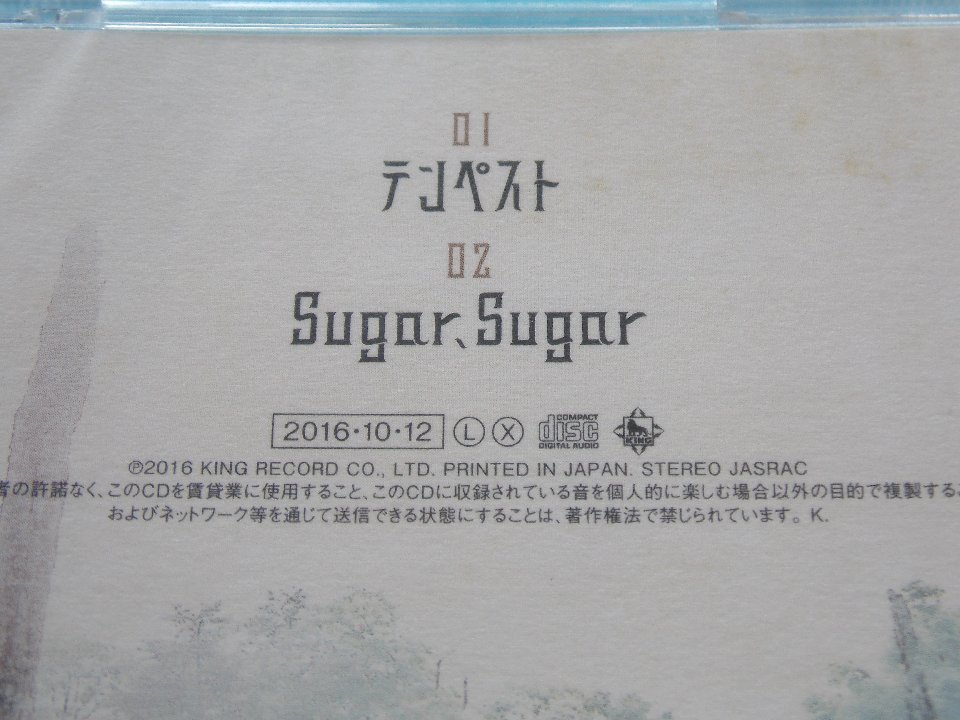 01
テンペスト
02
Sugar、Sugar
2016・10・12 Ⓛ Ⓧ COMPACT disc DIGITAL AUDIO KING
Ⓟ2016 KING RECORD CO., LTD. PRINTED IN JAPAN. STEREO JASRAC
者の許諾なく、このCDを賃貸業に使用すること、このCDに収録されている音を個人的に楽しむ場合以外の目的で複製するこ
およびネットワーク等を通じて送信できる状態にすることは、著作権法で禁じられています。K.